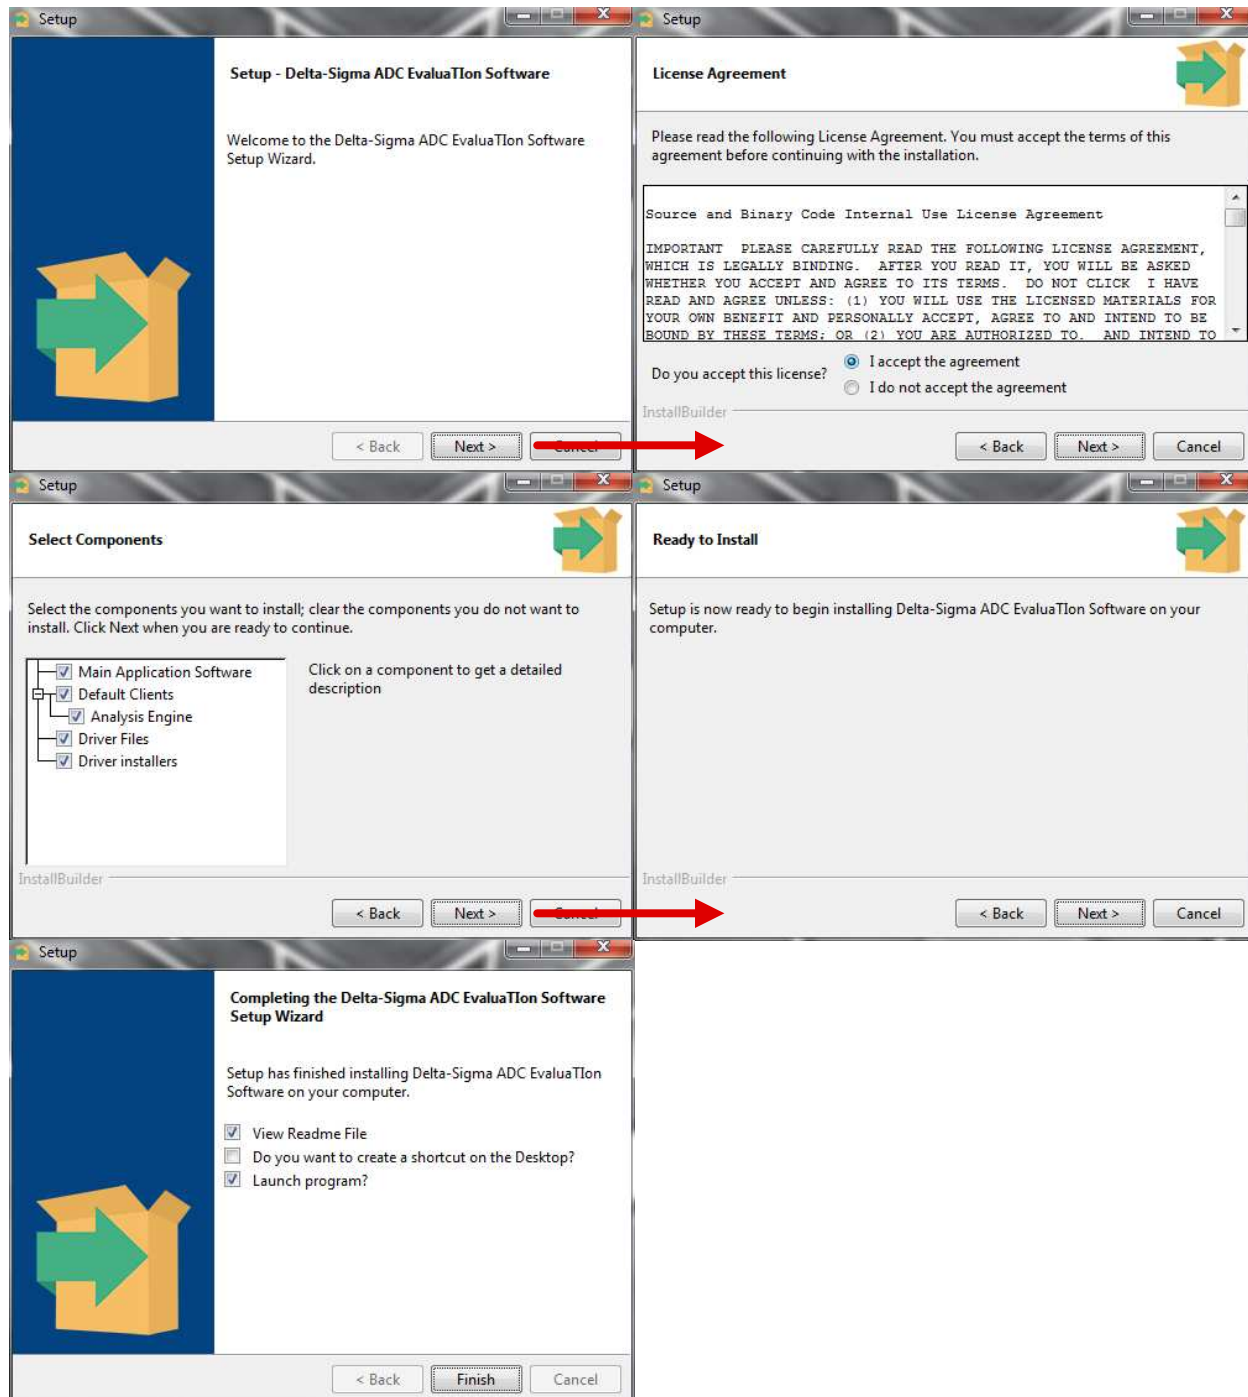 Setup
Setup - Delta-Sigma ADC EvaluaTIon Software
Welcome to the Delta-Sigma ADC EvaluaTIon Software
Setup Wizard.
< Back
Next >
Cancel
Setup
License Agreement
Please read the following License Agreement. You must accept the terms of this
agreement before continuing with the installation.
Source and Binary Code Internal Use License Agreement
IMPORTANT  PLEASE CAREFULLY READ THE FOLLOWING LICENSE AGREEMENT,
WHICH IS LEGALLY BINDING.  AFTER YOU READ IT, YOU WILL BE ASKED
WHETHER YOU ACCEPT AND AGREE TO ITS TERMS.  DO NOT CLICK  I HAVE
READ AND AGREE UNLESS: (1) YOU WILL USE THE LICENSED MATERIALS FOR
YOUR OWN BENEFIT AND PERSONALLY ACCEPT, AGREE TO AND INTEND TO BE
BOUND BY THESE TERMS; OR (2) YOU ARE AUTHORIZED TO.  AND INTEND TO
Do you accept this license?
I accept the agreement
I do not accept the agreement
InstallBuilder
< Back
Next >
Cancel
Setup
Select Components
Select the components you want to install; clear the components you do not want to
install. Click Next when you are ready to continue.
Main Application Software
Default Clients
Analysis Engine
Driver Files
Driver installers
Click on a component to get a detailed
description
InstallBuilder
< Back
Next >
Cancel
Setup
Ready to Install
Setup is now ready to begin installing Delta-Sigma ADC EvaluaTIon Software on your
computer.
InstallBuilder
< Back
Next >
Cancel
Setup
Completing the Delta-Sigma ADC EvaluaTIon Software
Setup Wizard
Setup has finished installing Delta-Sigma ADC EvaluaTIon
Software on your computer.
View Readme File
Do you want to create a shortcut on the Desktop?
Launch program?
< Back
Finish
Cancel